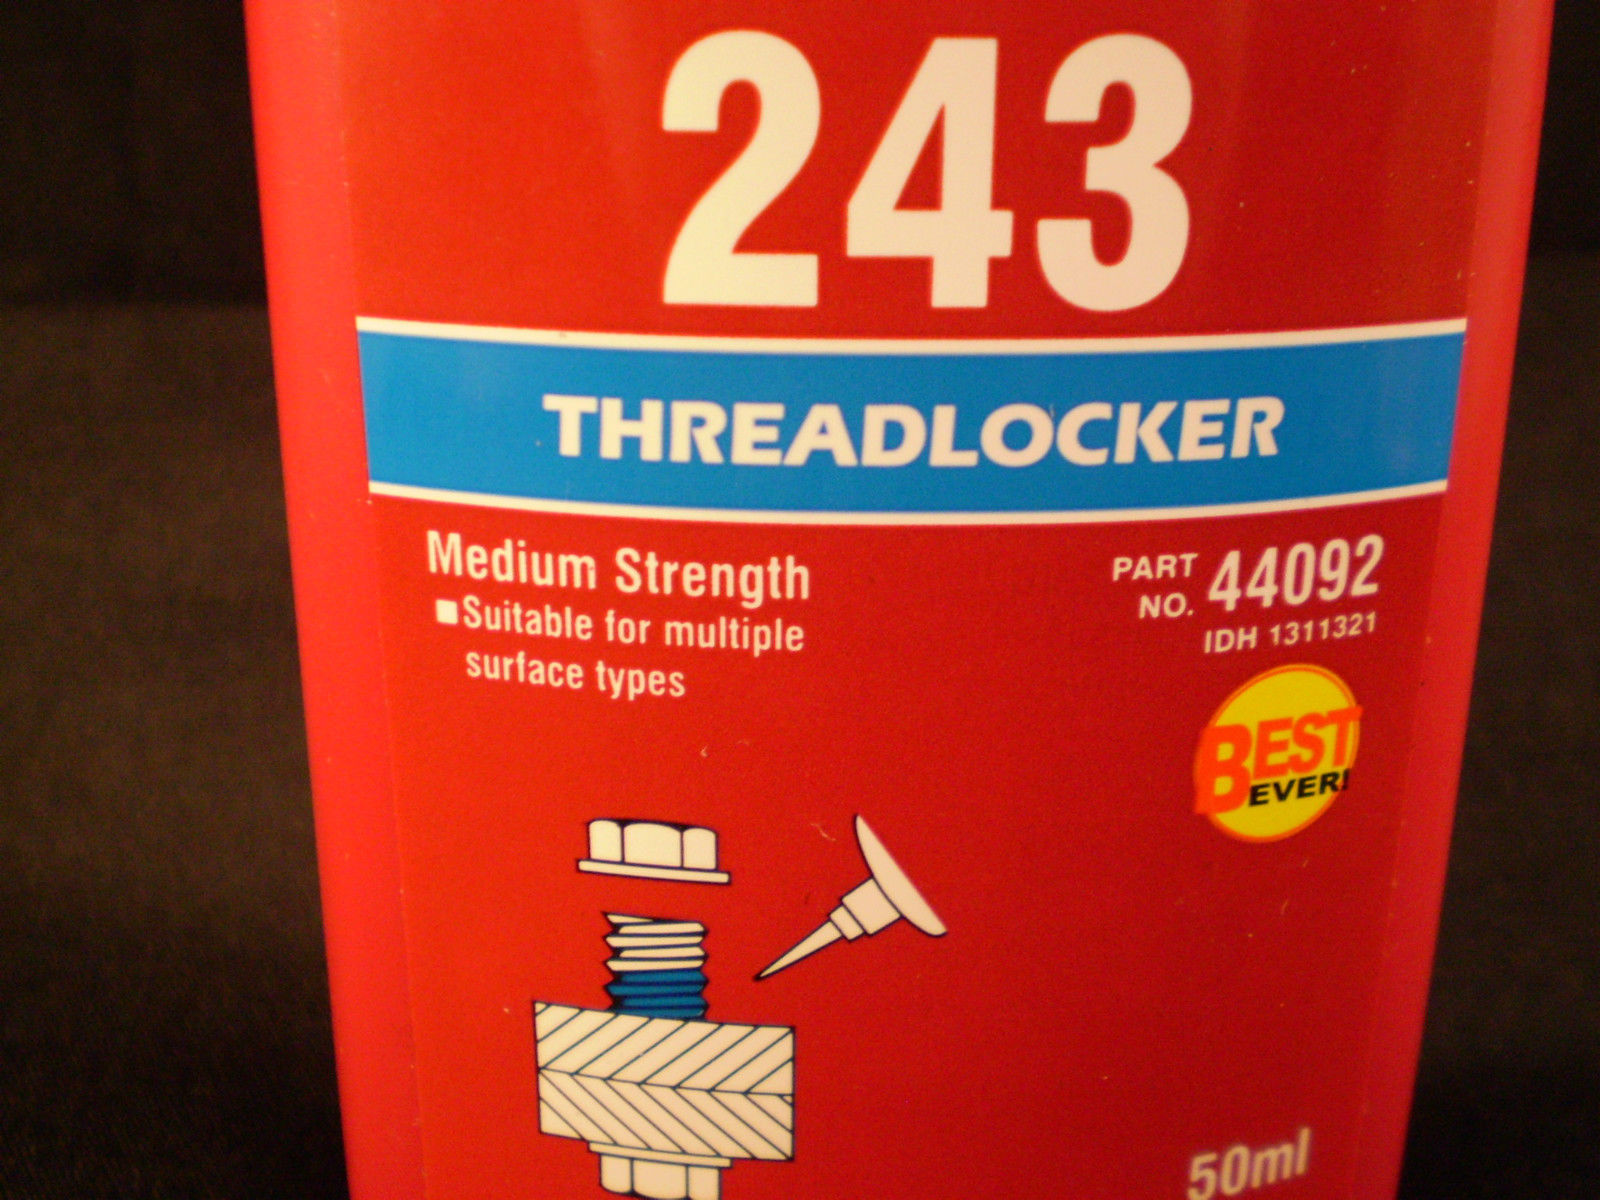 243
THREADLOCKER
Medium Strength
Suitable for multiple
surface types
PART
NO. 44092
IDH 1311321
BEST
EVER!
50ml